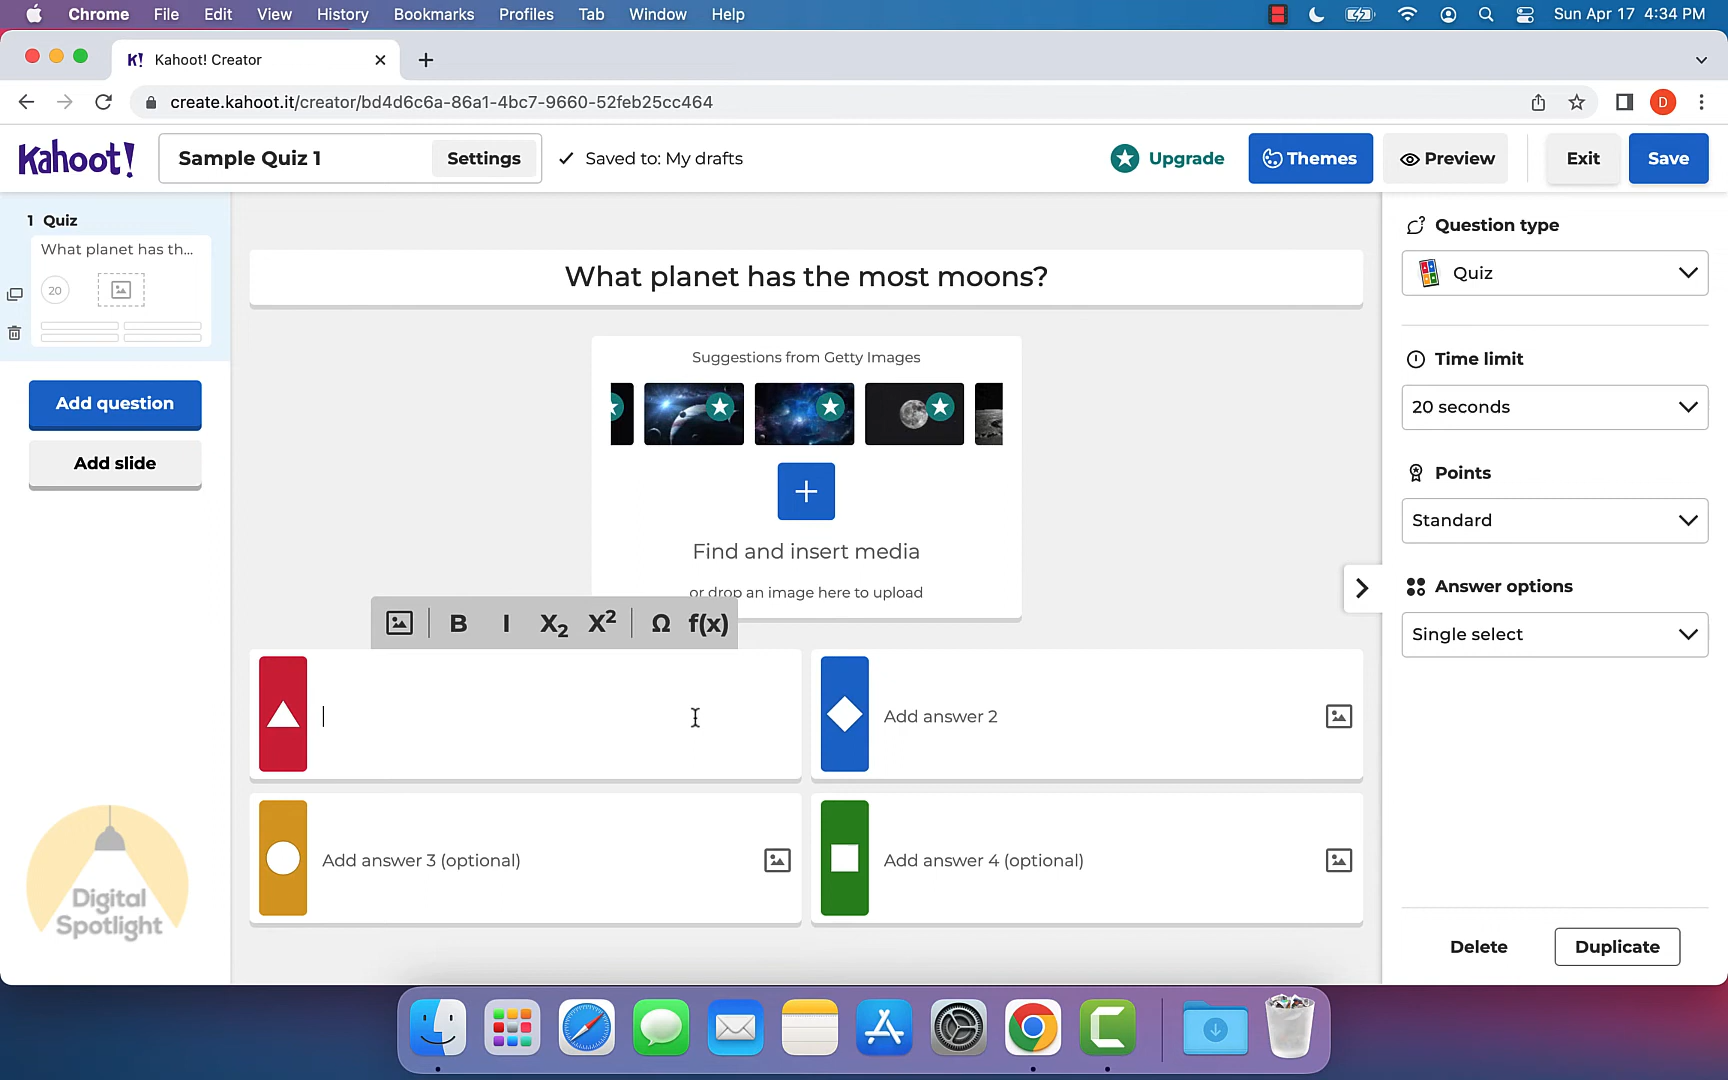 Chrome File Edit View History Bookmarks Profiles Tab Window Help Sun Apr 17 4:34 PM
K! Kahoot! Creator
create.kahoot.it/creator/bd4d6c6a-86a1-4bc7-9660-52feb25cc464 D
Kahoot! Sample Quiz 1 Settings Saved to: My drafts Upgrade Themes Preview Exit Save
1 Quiz
What planet has th...
20
Add question
Add slide
Digital
Spotlight
What planet has the most moons?
Suggestions from Getty Images
Find and insert media
or drop an image here to upload
B I X2 X2 Ω f(x)
Add answer 2
Add answer 3 (optional)
Add answer 4 (optional)
Question type
Quiz
Time limit
20 seconds
Points
Standard
Answer options
Single select
Delete Duplicate